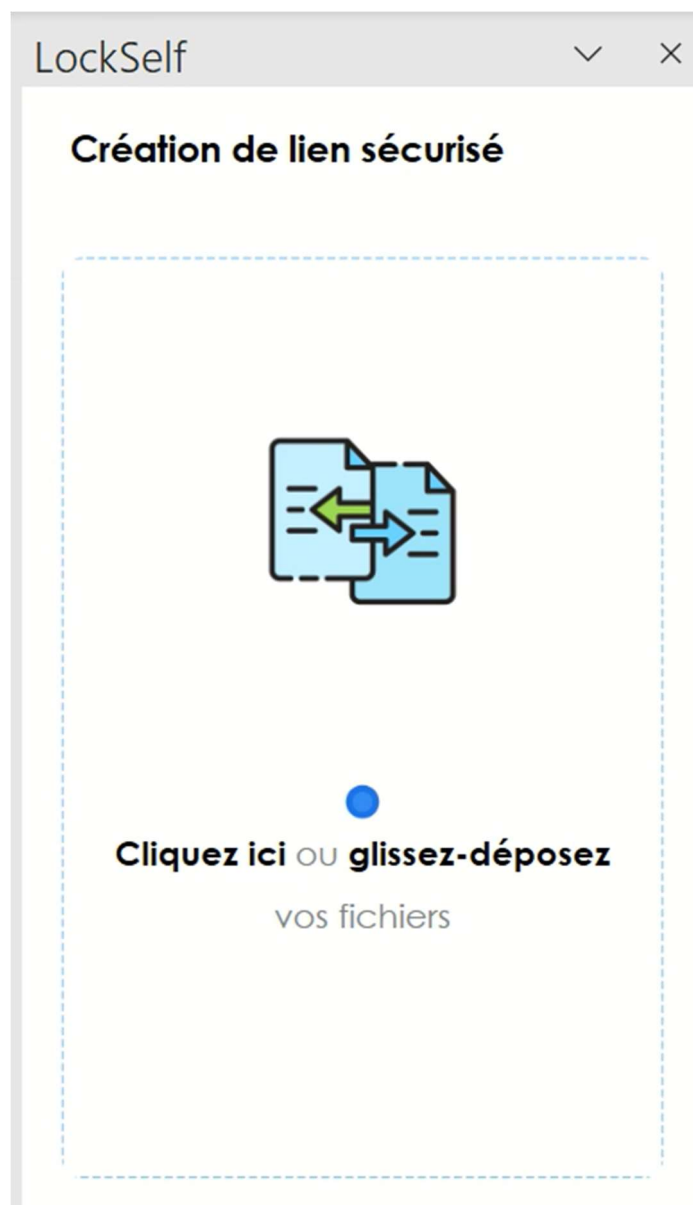 LockSelf
Création de lien sécurisé
Cliquez ici ou glissez-déposez
vos fichiers